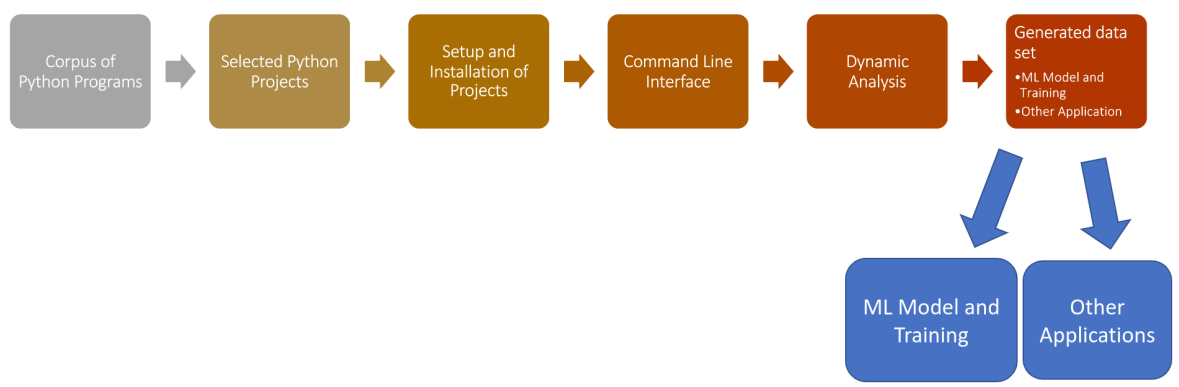 Corpus of
Python Programs
Selected Python
Projects
Setup and
Installation of
Projects
Command Line
Interface
Dynamic
Analysis
Generated data
set
•ML Model and
Training
•Other Application
ML Model and
Training
Other
Applications